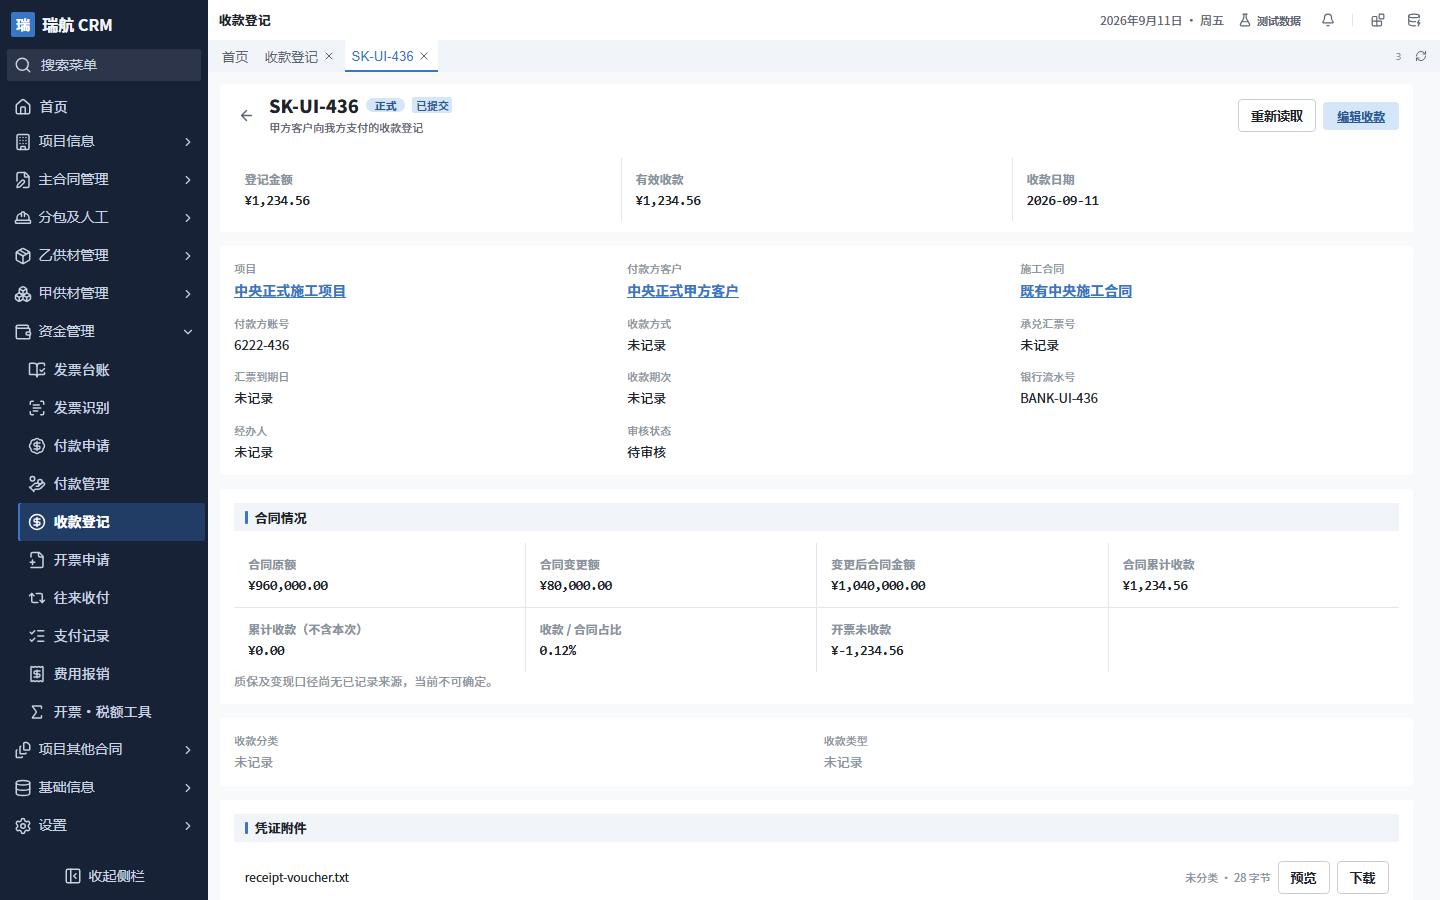 瑞 瑞航 CRM
搜索菜单
首页
项目信息
主合同管理
分包及人工
乙供材管理
甲供材管理
资金管理
发票台账
发票识别
付款申请
付款管理
收款登记
开票申请
往来收付
支付记录
费用报销
开票・税额工具
项目其他合同
基础信息
设置
收起侧栏
收款登记
2026年9月11日 • 周五 测试数据
首页 收款登记 × SK-UI-436 × 3
SK-UI-436 正式 已提交
甲方客户向我方支付的收款登记
重新读取 编辑收款
登记金额 有效收款 收款日期
¥1,234.56 ¥1,234.56 2026-09-11
项目 付款方客户 施工合同
中央正式施工项目 中央正式甲方客户 既有中央施工合同
付款方账号 收款方式 承兑汇票号
6222-436 未记录 未记录
汇票到期日 收款期次 银行流水号
未记录 未记录 BANK-UI-436
经办人 审核状态
未记录 待审核
合同情况
合同原额 合同变更额 变更后合同金额 合同累计收款
¥960,000.00 ¥80,000.00 ¥1,040,000.00 ¥1,234.56
累计收款（不含本次） 收款 / 合同占比 开票未收款
¥0.00 0.12% ¥-1,234.56
质保及变现口径尚无已记录来源，当前不可确定。
收款分类 收款类型
未记录 未记录
凭证附件
receipt-voucher.txt 未分类 • 28 字节 预览 下载